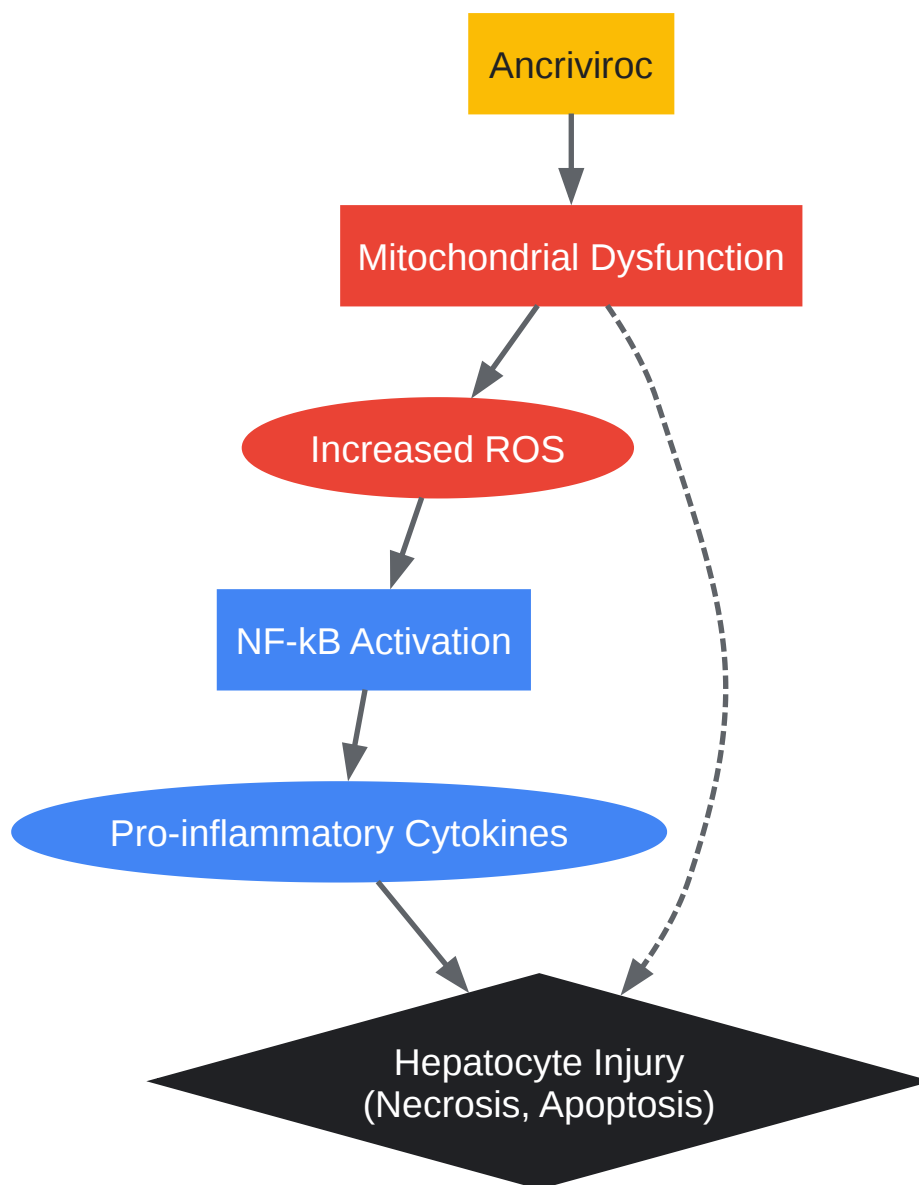 Ancriviroc
Mitochondrial Dysfunction
Increased ROS
NF-kB Activation
Pro-inflammatory Cytokines
Hepatocyte Injury
(Necrosis, Apoptosis)